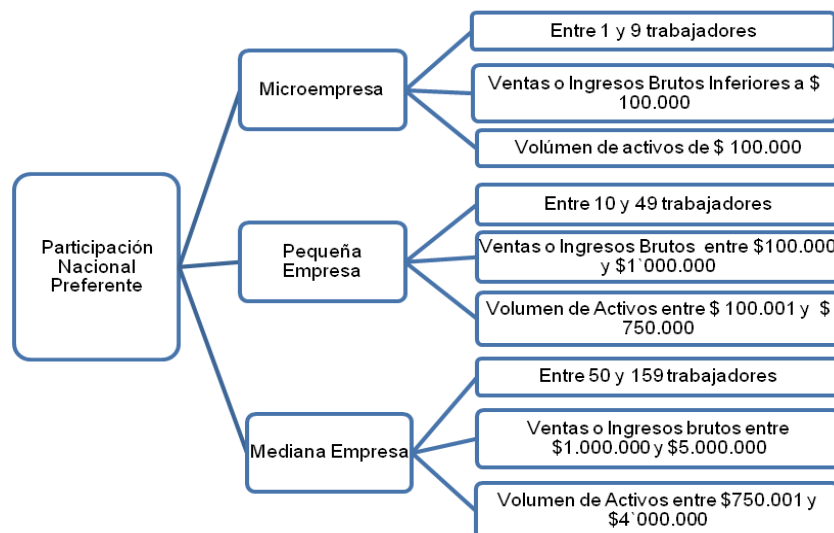 Participación
Nacional
Preferente
Microempresa
Entre 1 y 9 trabajadores
Ventas o Ingresos Brutos Inferiores a $
100.000
Volúmen de activos de $ 100.000
Pequeña
Empresa
Entre 10 y 49 trabajadores
Ventas o Ingresos Brutos entre $100.000
y $1`000.000
Volumen de Activos entre $ 100.001 y $
750.000
Mediana Empresa
Entre 50 y 159 trabajadores
Ventas o Ingresos brutos entre
$1.000.000 y $5.000.000
Volumen de Activos entre $750.001 y
$4`000.000